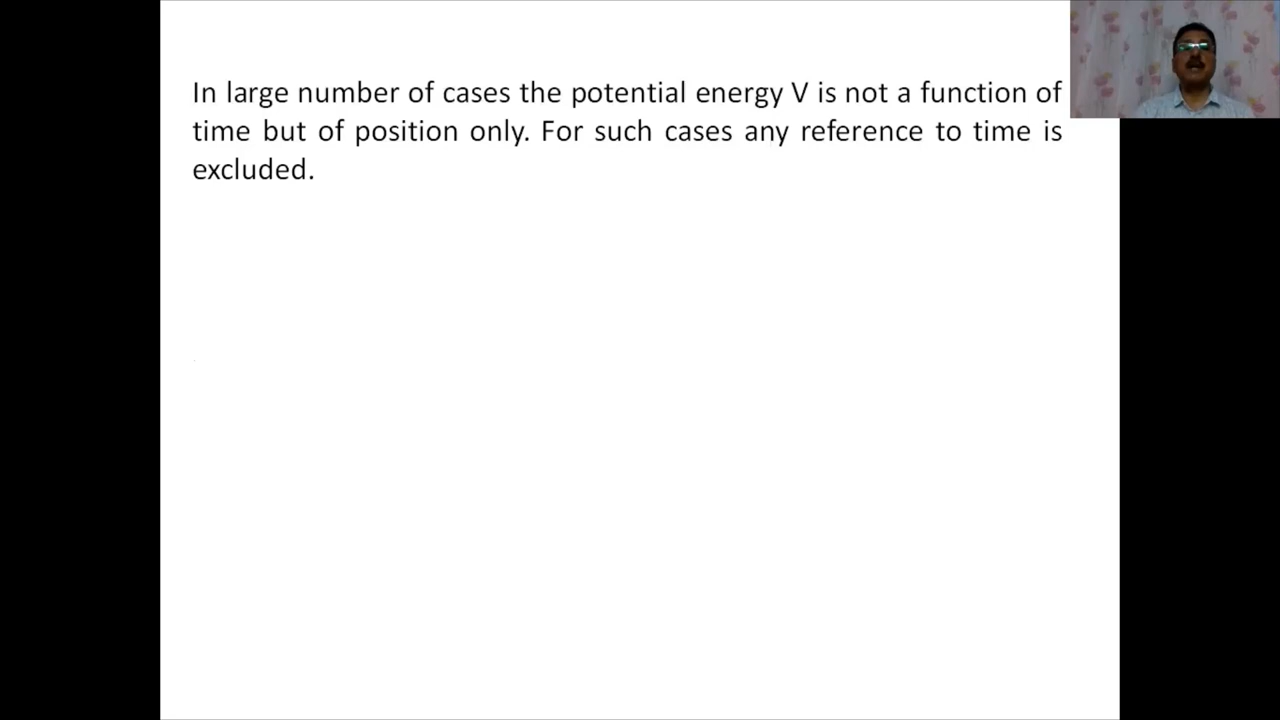 In large number of cases the potential energy V is not a function of
time but of position only. For such cases any reference to time is
excluded.